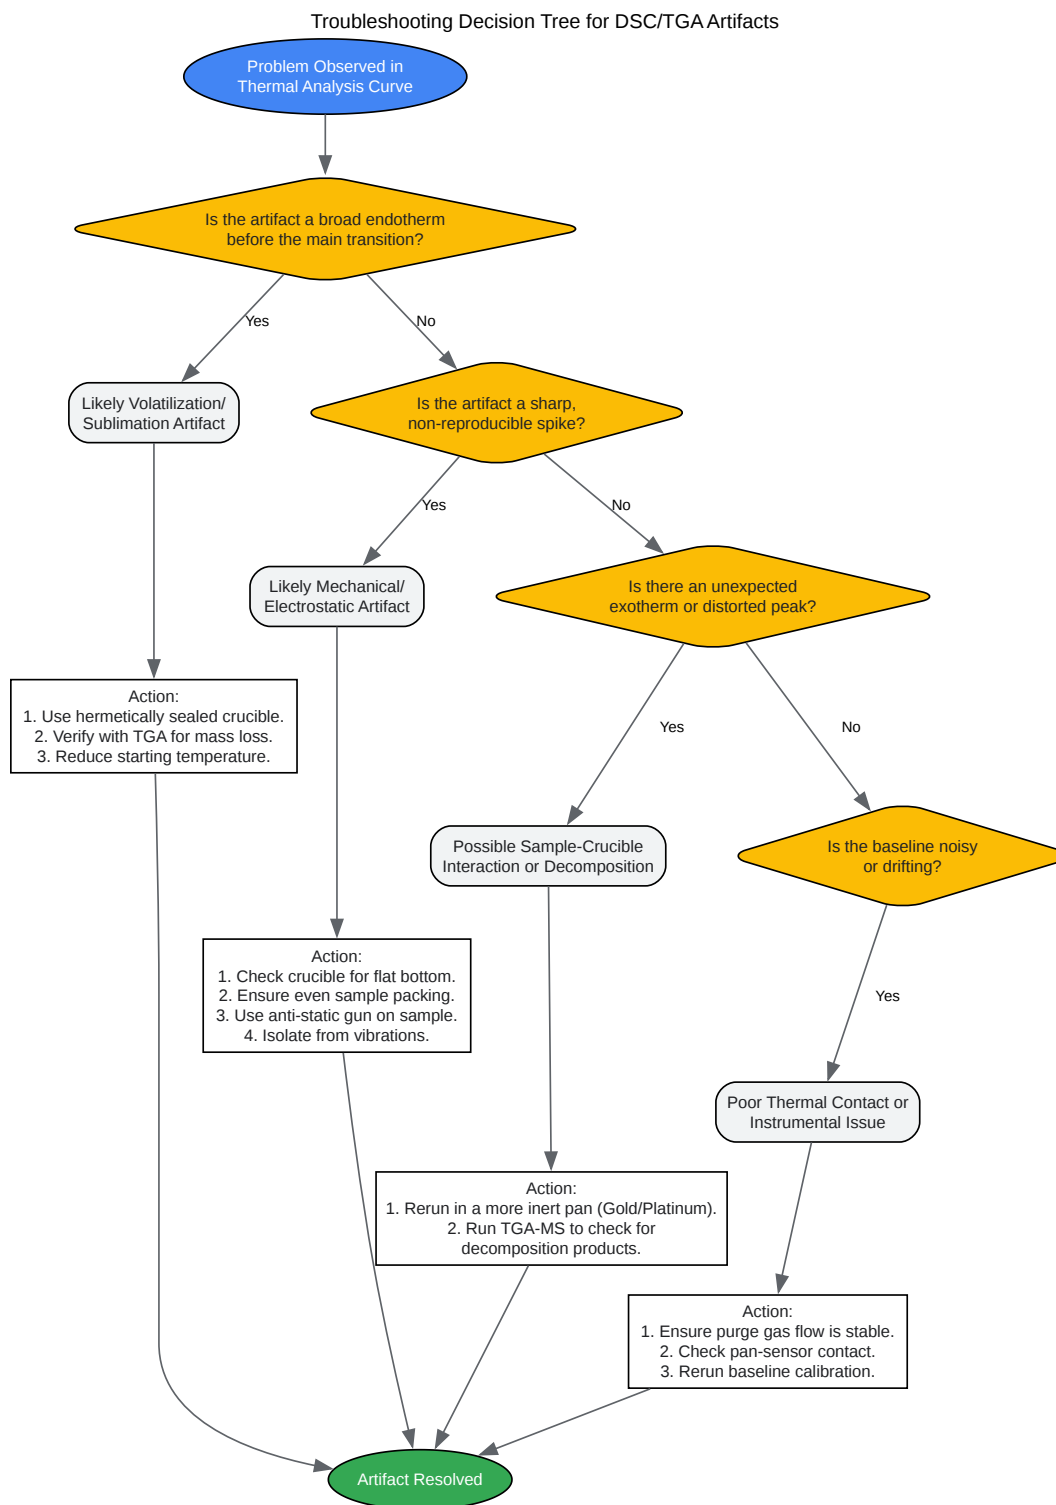 Troubleshooting Decision Tree for DSC/TGA Artifacts
Problem Observed in
Thermal Analysis Curve
Is the artifact a broad endotherm
before the main transition?
Yes
No
Likely Volatilization/
Sublimation Artifact
Is the artifact a sharp,
non-reproducible spike?
Yes
No
Likely Mechanical/
Electrostatic Artifact
Is there an unexpected
exotherm or distorted peak?
Action:
1. Use hermetically sealed crucible.
2. Verify with TGA for mass loss.
3. Reduce starting temperature.
Yes
No
Possible Sample-Crucible
Interaction or Decomposition
Is the baseline noisy
or drifting?
Action:
1. Check crucible for flat bottom.
2. Ensure even sample packing.
3. Use anti-static gun on sample.
4. Isolate from vibrations.
Yes
Poor Thermal Contact or
Instrumental Issue
Action:
1. Rerun in a more inert pan (Gold/Platinum).
2. Run TGA-MS to check for
decomposition products.
Action:
1. Ensure purge gas flow is stable.
2. Check pan-sensor contact.
3. Rerun baseline calibration.
Artifact Resolved